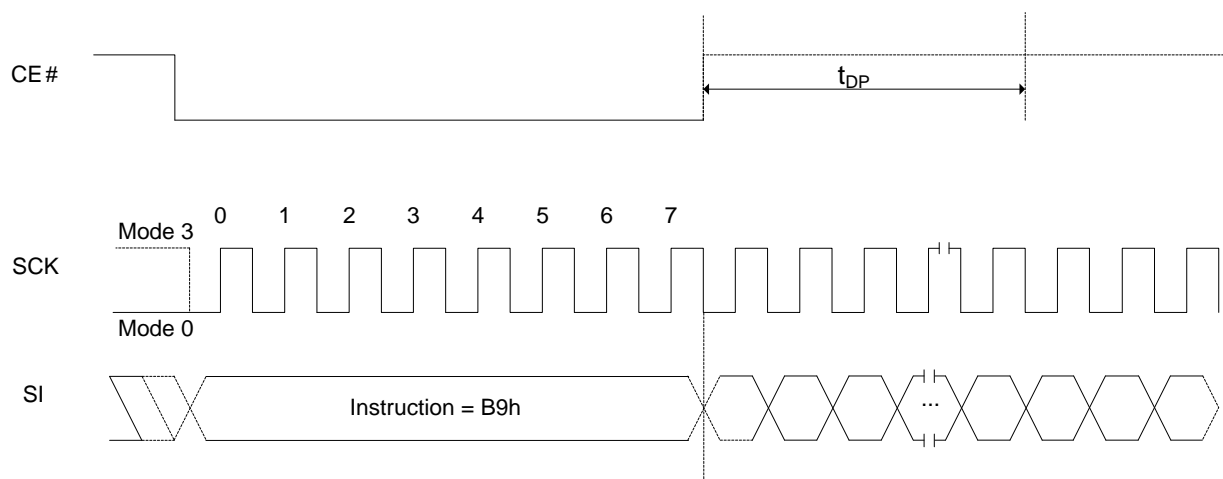 CE#
tDP
0 1 2 3 4 5 6 7
Mode 3
SCK
Mode 0
SI
Instruction = B9h
...